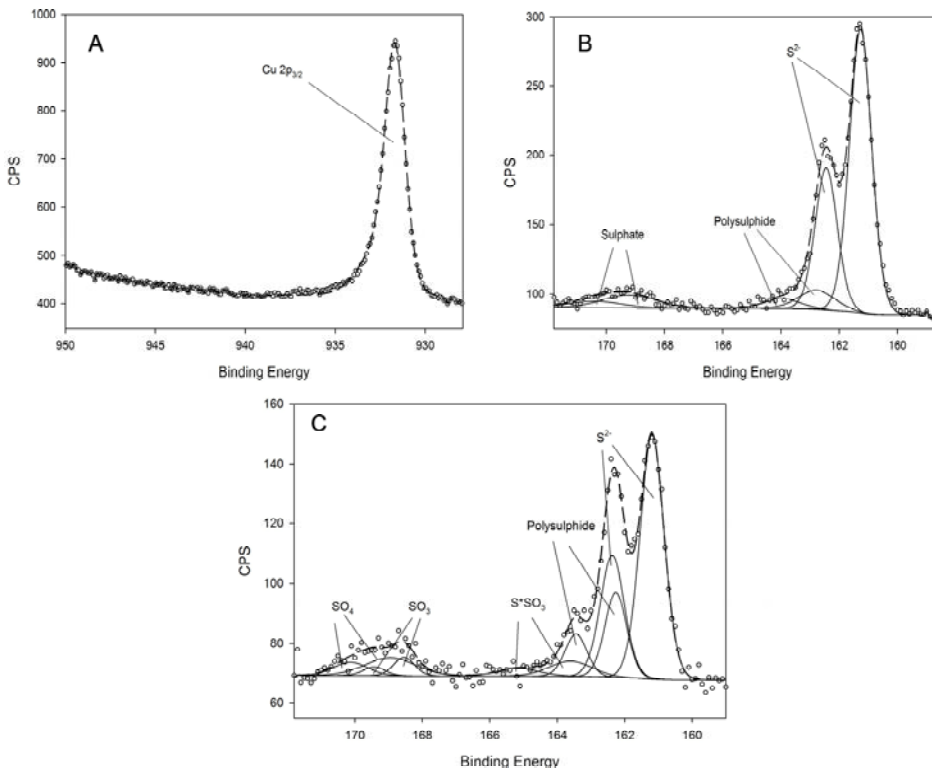 A
1000
900
800
700
600
500
400
CPS
Cu 2p3/2
950
945
940
935
930
Binding Energy
B
300
200
100
CPS
S2-
Polysulphide
Sulphate
170
168
166
164
162
160
Binding Energy
C
160
140
120
100
80
60
CPS
S2-
Polysulphide
SO4
SO3
S*SO3
170
168
166
164
162
160
Binding Energy